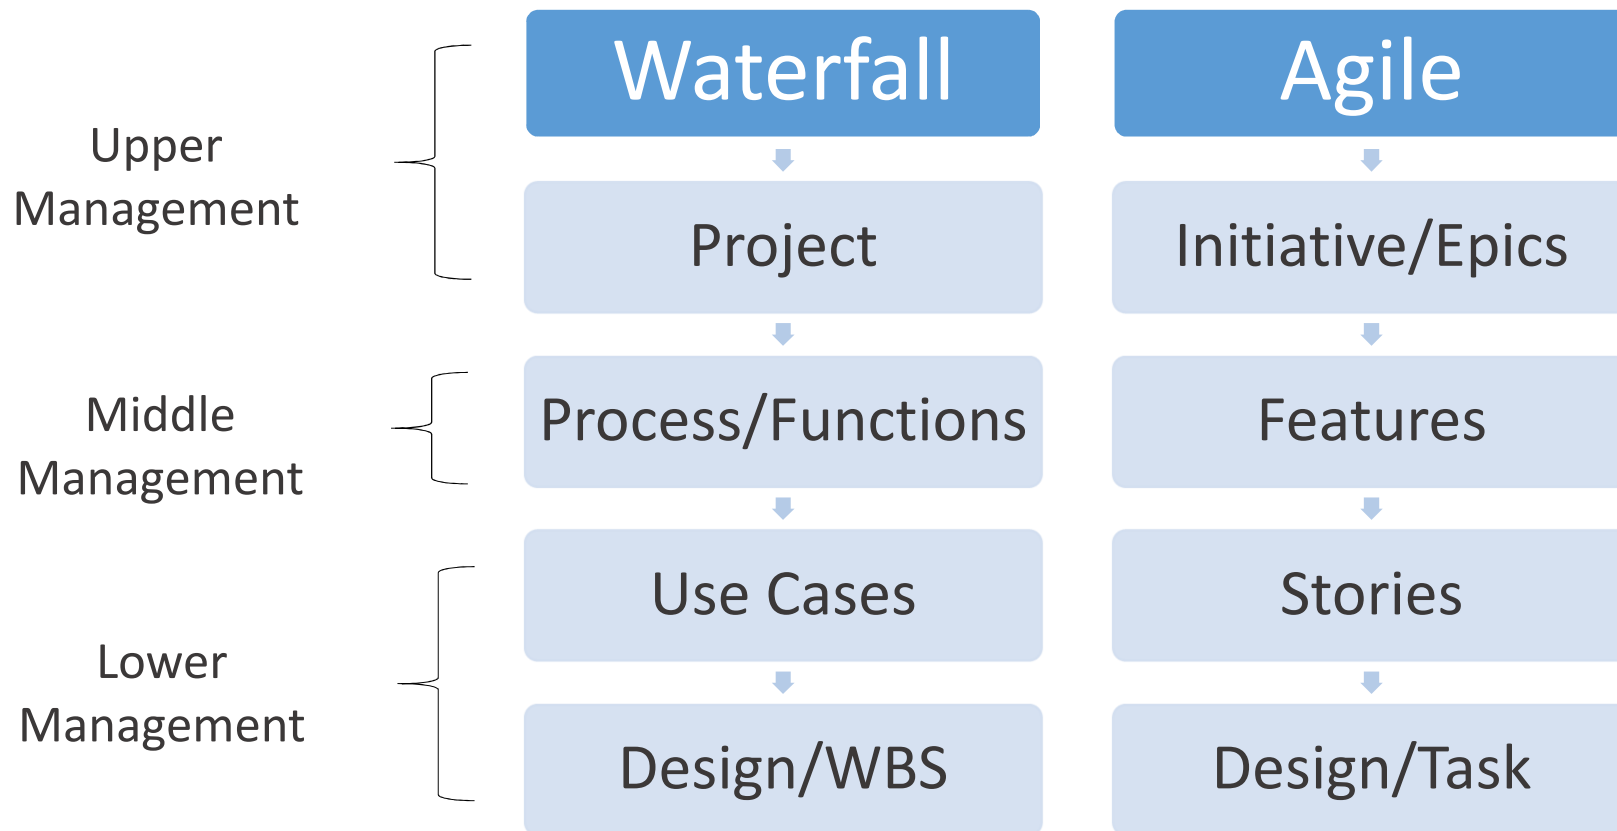 Waterfall
Agile
Upper
Management
Project
Initiative/Epics
Middle
Management
Process/Functions
Features
Use Cases
Stories
Lower
Management
Design/WBS
Design/Task